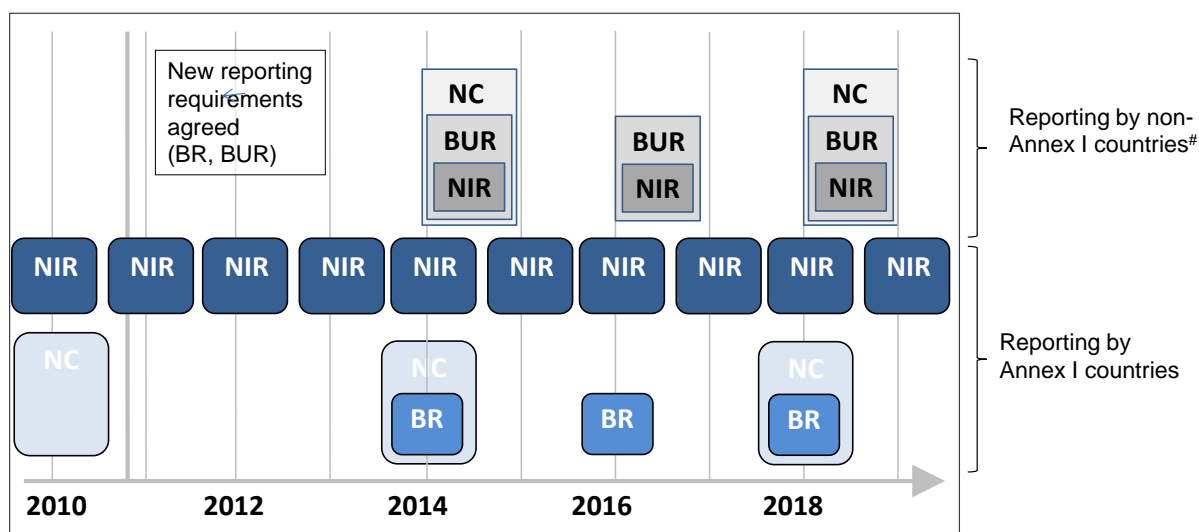 New reporting
requirements
agreed
(BR, BUR)
NC
BUR
NIR
BUR
NIR
NC
BUR
NIR
Reporting by non-
Annex I countries#
NIR NIR NIR NIR NIR NIR NIR NIR NIR NIR
NC
NC
BR
BR
NC
BR
Reporting by
Annex I countries
2010 2012 2014 2016 2018